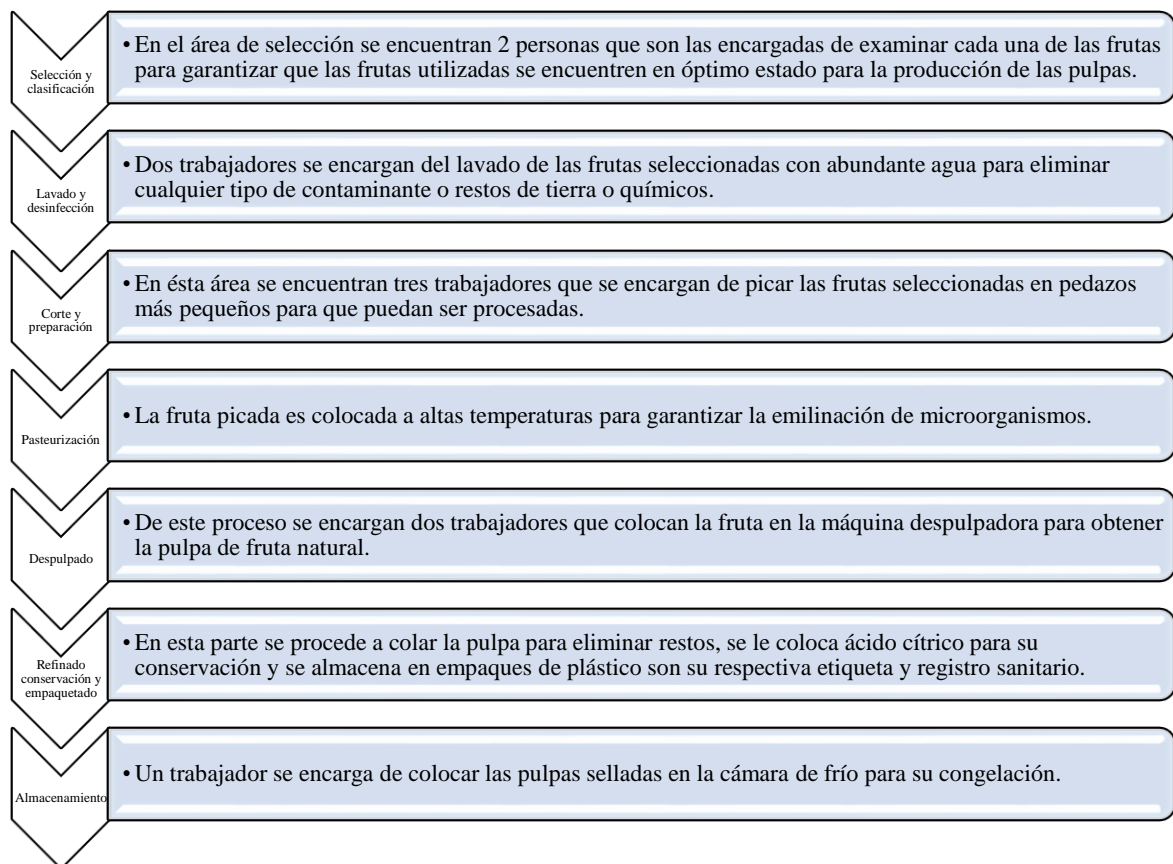 Selección y
clasificación
• En el área de selección se encuentran 2 personas que son las encargadas de examinar cada una de las frutas
para garantizar que las frutas utilizadas se encuentren en óptimo estado para la producción de las pulpas.
Lavado y
desinfección
• Dos trabajadores se encargan del lavado de las frutas seleccionadas con abundante agua para eliminar
cualquier tipo de contaminante o restos de tierra o químicos.
Corte y
preparación
• En ésta área se encuentran tres trabajadores que se encargan de picar las frutas seleccionadas en pedazos
más pequeños para que puedan ser procesadas.
Pasteurización
• La fruta picada es colocada a altas temperaturas para garantizar la emilinación de microorganismos.
Despulpado
• De este proceso se encargan dos trabajadores que colocan la fruta en la máquina despulpadora para obtener
la pulpa de fruta natural.
Refinado
conservación y
empaquetado
• En esta parte se procede a colar la pulpa para eliminar restos, se le coloca ácido cítrico para su
conservación y se almacena en empaques de plástico son su respectiva etiqueta y registro sanitario.
Almacenamiento
• Un trabajador se encarga de colocar las pulpas selladas en la cámara de frío para su congelación.